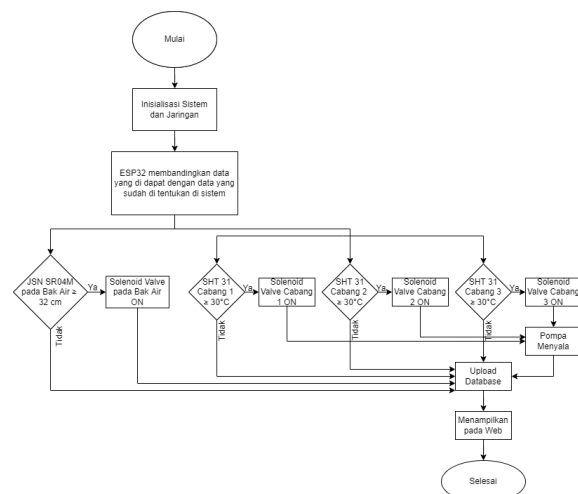 Mulai
Inisialisasi Sistem
dan Jaringan
ESP32 membandingkan data
yang di dapat dengan data yang
sudah di tentukan di sistem
JSN SR04M
pada Bak Air ≥
32 cm
Ya
Tidak
Solenoid Valve
pada Bak Air
ON
SHT 31
Cabang 1
≥ 30°C
Ya
Tidak
Solenoid
Valve Cabang
1 ON
SHT 31
Cabang 2
≥ 30°C
Ya
Tidak
Solenoid
Valve Cabang
2 ON
SHT 31
Cabang 3
≥ 30°C
Ya
Tidak
Solenoid
Valve Cabang
3 ON
Pompa
Menyala
Upload
Database
Menampilkan
pada Web
Selesai